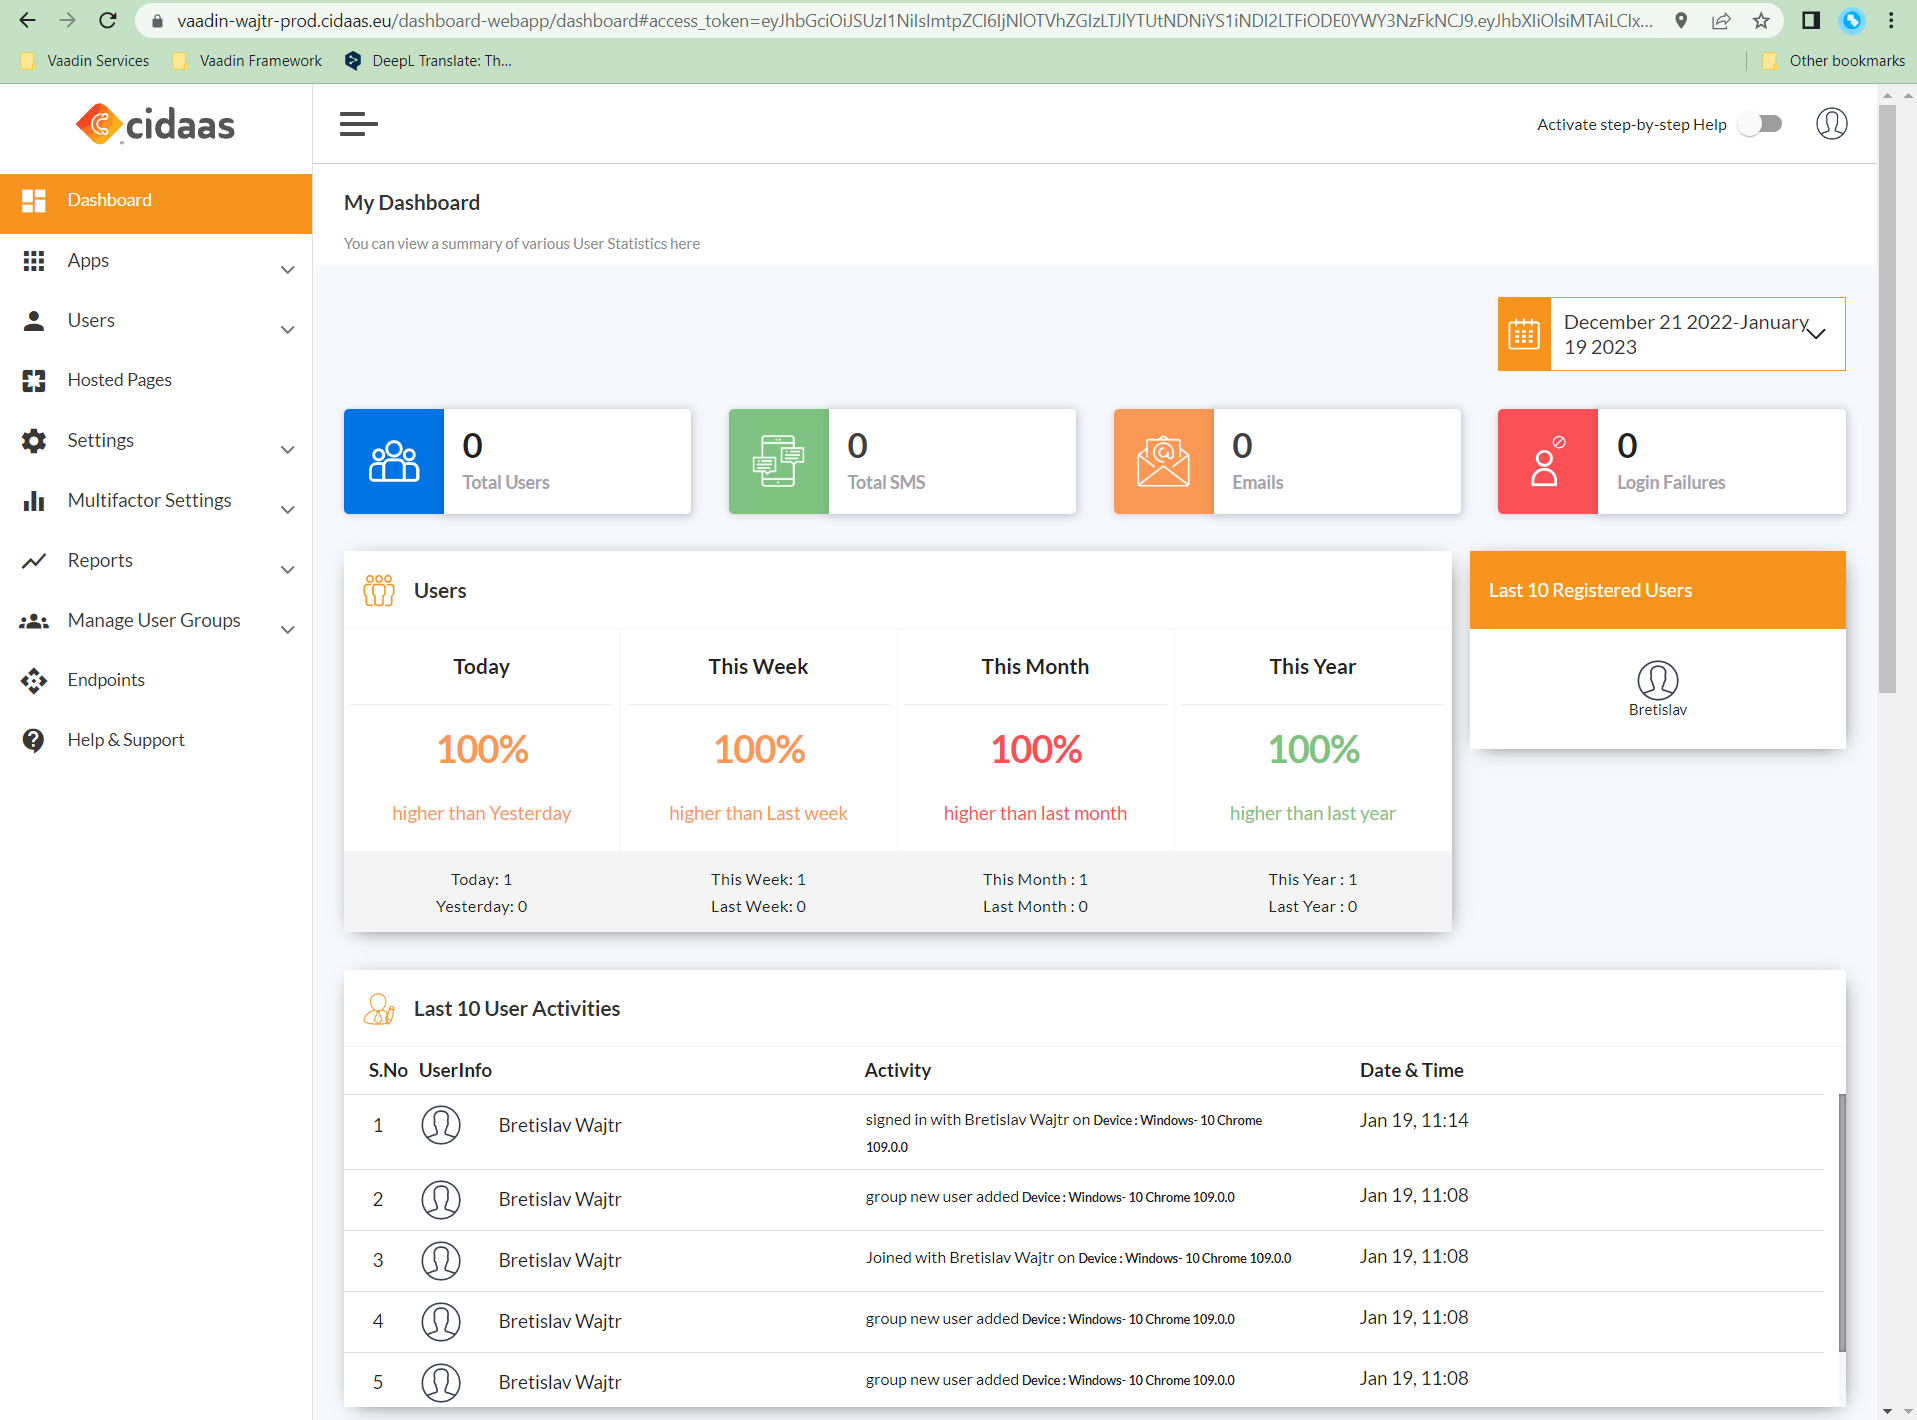 vaadin-wajtr-prod.cidaas.eu/dashboard-webapp/dashboard#access_token=
Vaadin Services
Vaadin Framework
DeepL Translate: Th...
Other bookmarks
cidaas
Activate step-by-step Help
Dashboard
Apps
Users
Hosted Pages
Settings
Multifactor Settings
Reports
Manage User Groups
Endpoints
Help & Support
My Dashboard
You can view a summary of various User Statistics here
December 21 2022-January
19 2023
0
Total Users
0
Total SMS
0
Emails
0
Login Failures
Users
Today
This Week
This Month
This Year
100%
100%
100%
100%
higher than Yesterday
higher than Last week
higher than last month
higher than last year
Today: 1
This Week: 1
This Month : 1
This Year : 1
Yesterday: 0
Last Week: 0
Last Month : 0
Last Year : 0
Last 10 Registered Users
Bretislav
Last 10 User Activities
S.No UserInfo Activity Date & Time
1 Bretislav Wajtr signed in with Bretislav Wajtr on Device : Windows- 10 Chrome Jan 19, 11:14
109.0.0
2 Bretislav Wajtr group new user added Device : Windows- 10 Chrome 109.0.0 Jan 19, 11:08
3 Bretislav Wajtr Joined with Bretislav Wajtr on Device : Windows- 10 Chrome 109.0.0 Jan 19, 11:08
4 Bretislav Wajtr group new user added Device : Windows- 10 Chrome 109.0.0 Jan 19, 11:08
5 Bretislav Wajtr group new user added Device : Windows- 10 Chrome 109.0.0 Jan 19, 11:08